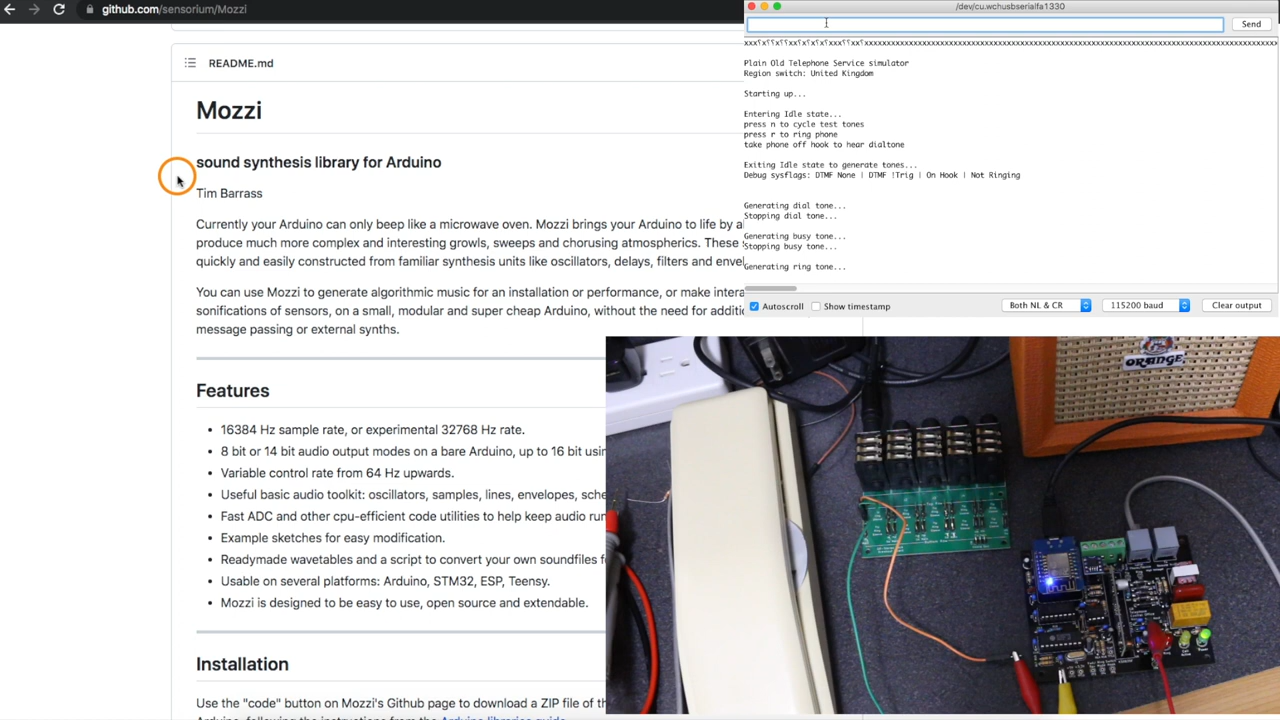 github.com/sensorium/Mozzi
README.md
Mozzi
sound synthesis library for Arduino
Tim Barrass
Currently your Arduino can only beep like a microwave oven. Mozzi brings your Arduino to life by a
produce much more complex and interesting growls, sweeps and chorusing atmospherics. These
quickly and easily constructed from familiar synthesis units like oscillators, delays, filters and enve
You can use Mozzi to generate algorithmic music for an installation or performance, or make intera
sonifications of sensors, on a small, modular and super cheap Arduino, without the need for additio
message passing or external synths.
Features
• 16384 Hz sample rate, or experimental 32768 Hz rate.
• 8 bit or 14 bit audio output modes on a bare Arduino, up to 16 bit usin
• Variable control rate from 64 Hz upwards.
• Useful basic audio toolkit: oscillators, samples, lines, envelopes, sche
• Fast ADC and other cpu-efficient code utilities to help keep audio run
• Example sketches for easy modification.
• Readymade wavetables and a script to convert your own soundfiles f
• Usable on several platforms: Arduino, STM32, ESP, Teensy.
• Mozzi is designed to be easy to use, open source and extendable.
Installation
Use the "code" button on Mozzi's Github page to download a ZIP file of th
/dev/cu.wchusbserialfa1330
Send
Plain Old Telephone Service simulator
Region switch: United Kingdom
Starting up...
Entering Idle state...
press n to cycle test tones
press r to ring phone
take phone off hook to hear dialtone
Exiting Idle state to generate tones...
Debug sysflags: DTMF None | DTMF !Trig | On Hook | Not Ringing
Generating dial tone...
Stopping dial tone...
Generating busy tone...
Stopping busy tone...
Generating ring tone...
Autoscroll
Show timestamp
Both NL & CR
115200 baud
Clear output
ORANGE